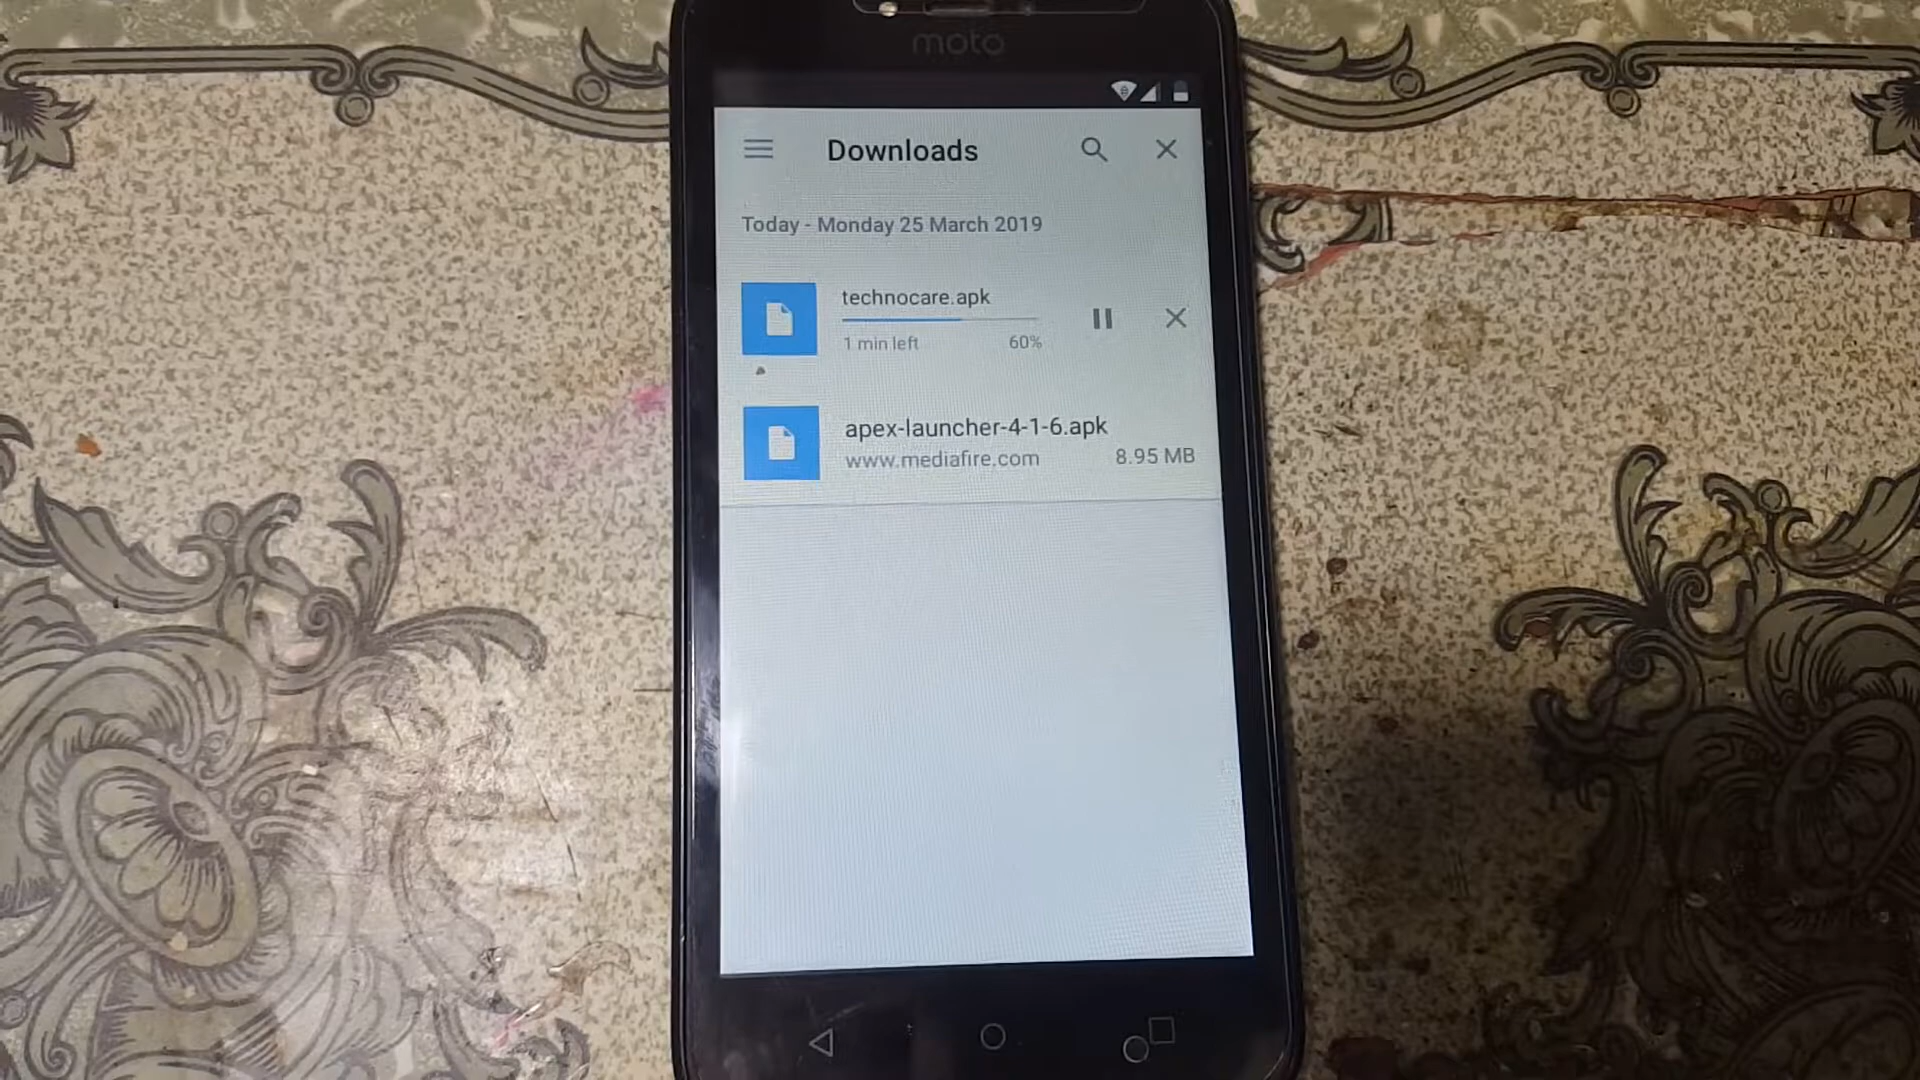 moto
Downloads
Today - Monday 25 March 2019
technocare.apk
1 min left 60%
apex-launcher-4-1-6.apk
www.mediafire.com 8.95 MB